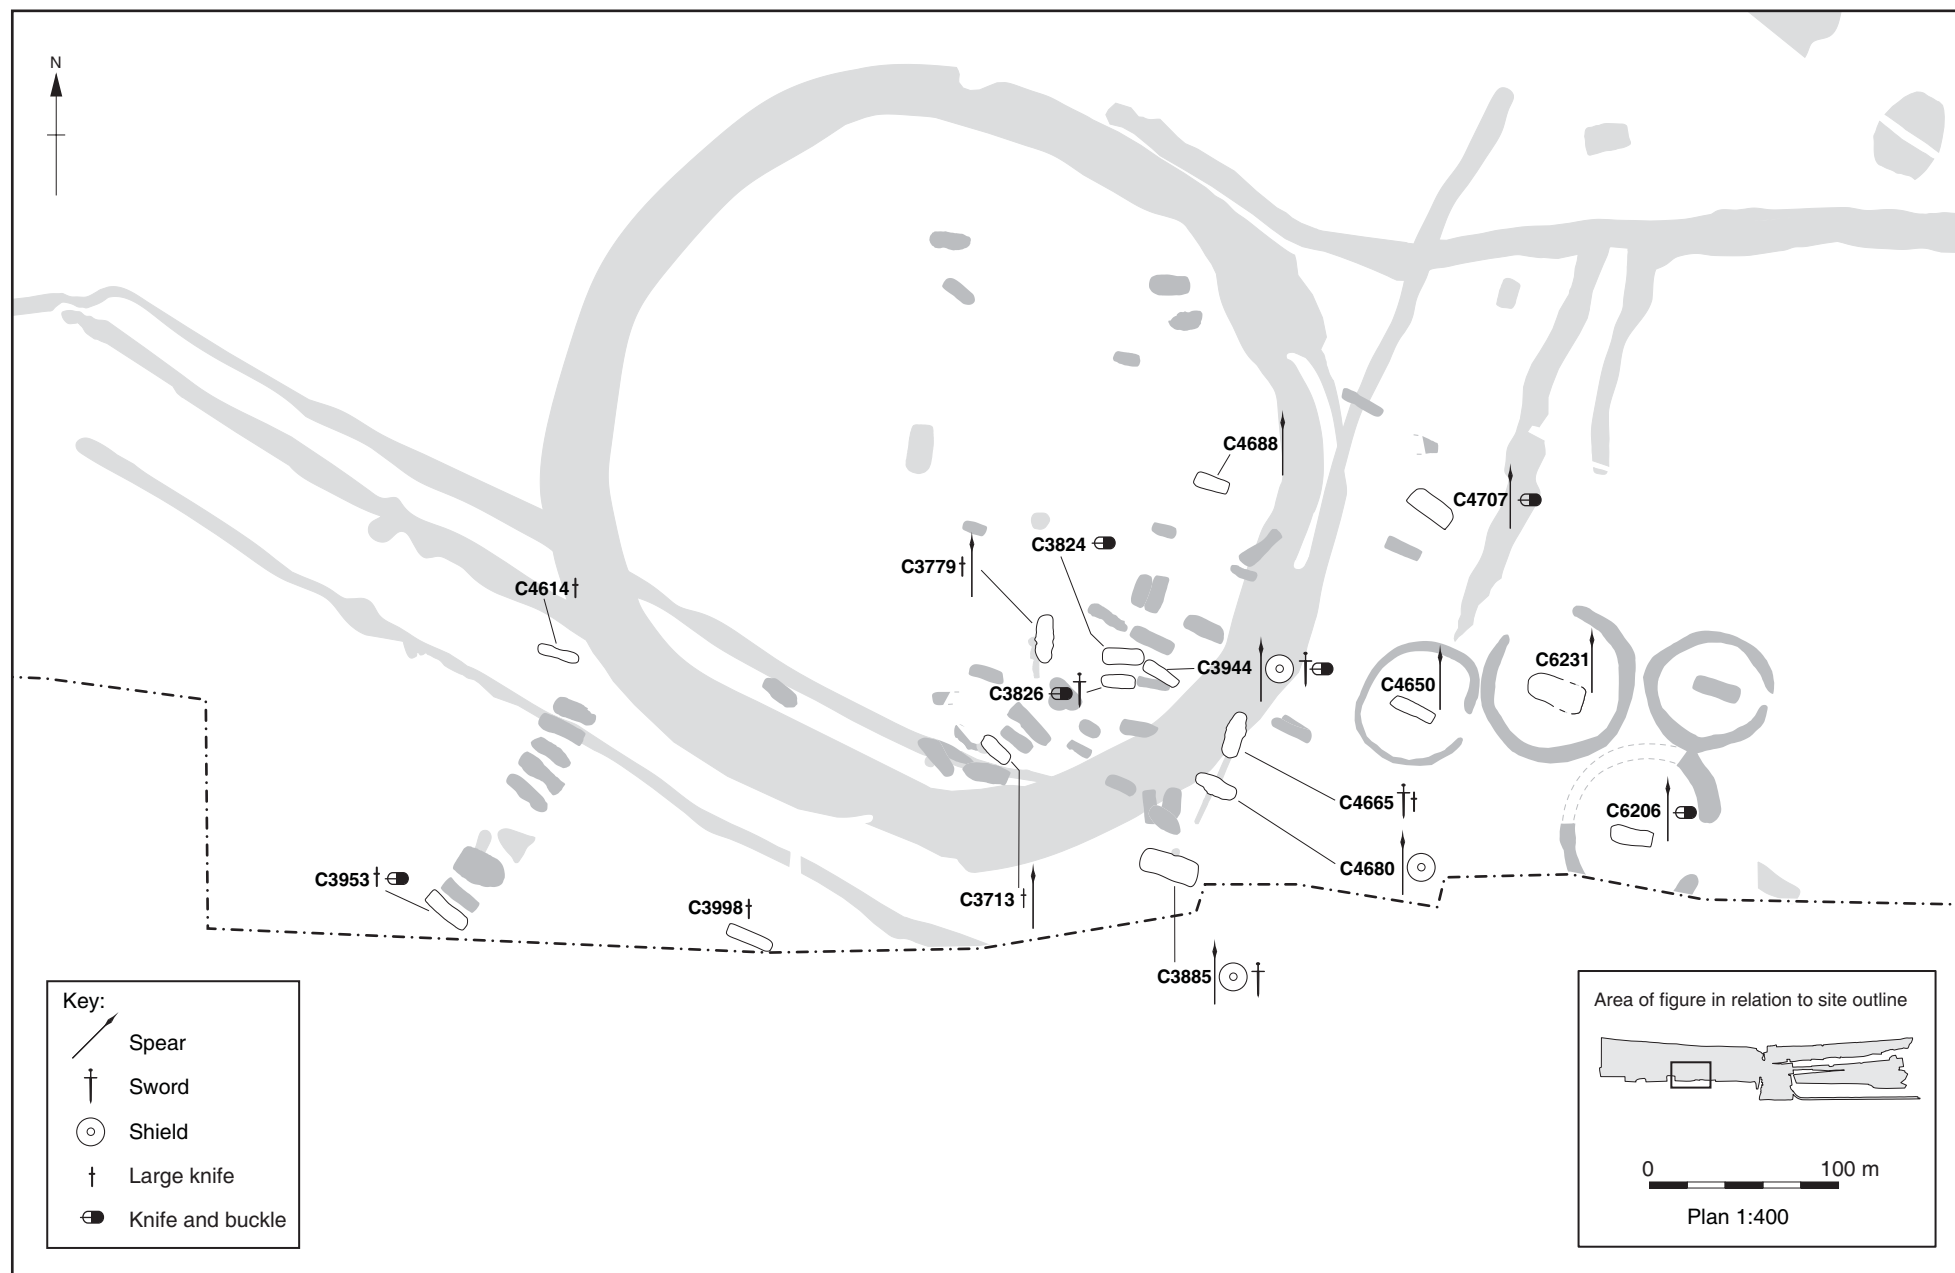 N
C4688
C4707
C3824
C3779
C4614
C6231
C3944
C4650
C3826
C4665
C6206
C4680
C3953
C3713
C3998
C3885
Key:
Spear
Sword
Shield
Large knife
Knife and buckle
Area of figure in relation to site outline
0 100 m
Plan 1:400